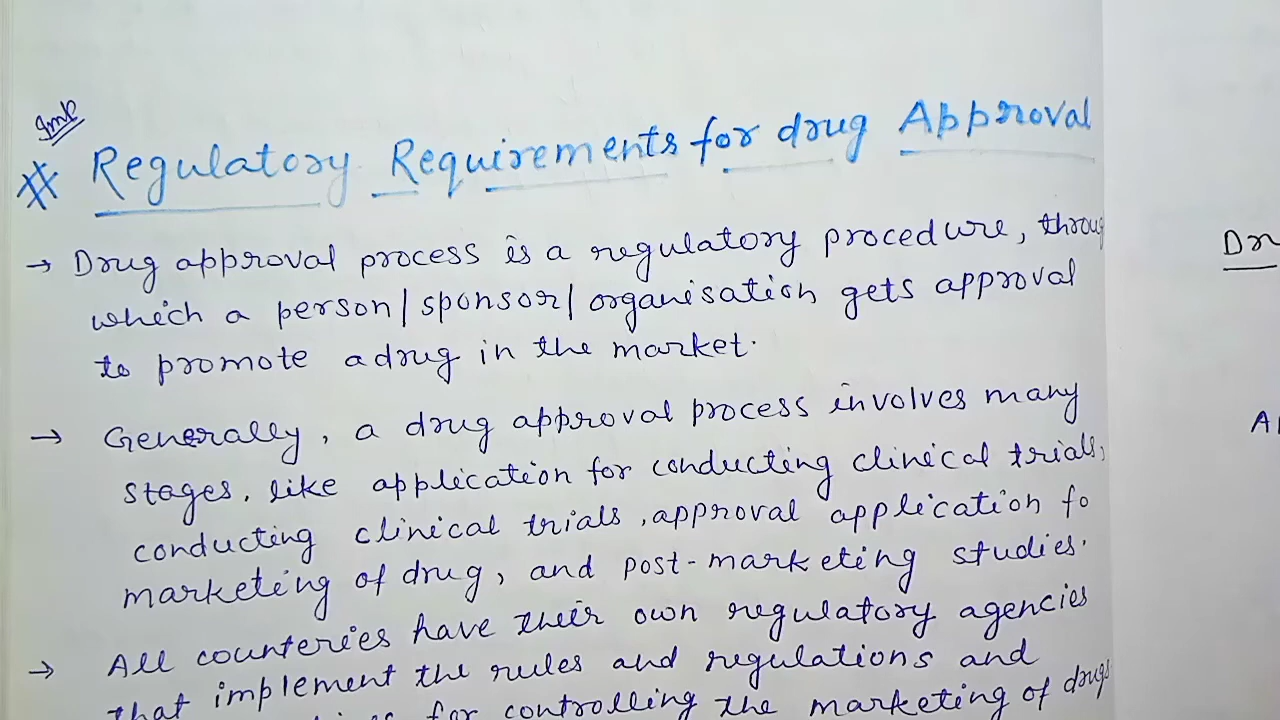 Imp
# Regulatory Requirements for drug Approval
→ Drug approval process is a regulatory procedure, throug
which a person/sponsor/organisation gets approval
to promote a drug in the market.
→ Generally, a drug approval process involves many
stages, like application for conducting clinical trials,
conducting clinical trials, approval application fo
marketing of drug, and post-marketing studies.
→ All counteries have their own regulatory agencies
that implement the rules and regulations and
for controlling the marketing of drugs
Dr
A